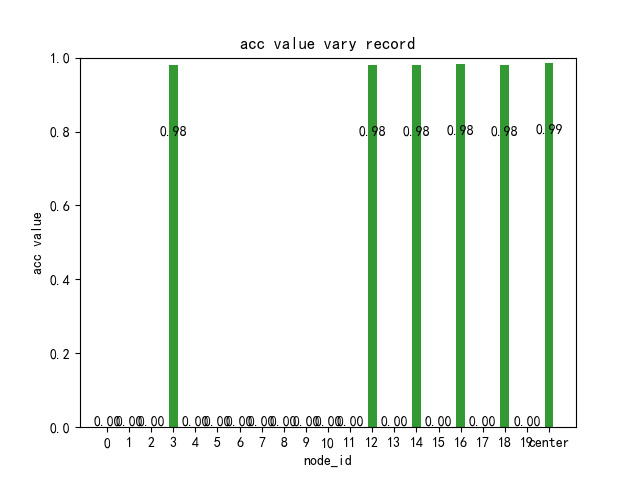 acc value vary record
1.0
0.8
0.6
0.4
0.2
0.0
acc value
0.98 0.98 0.98 0.98 0.98 0.99
0.00 0.00 0.00 0.00 0.00 0.00 0.00 0.00 0.00 0.00 0.00 0.00 0.00 0.00 0.00
0 1 2 3 4 5 6 7 8 9 10 11 12 13 14 15 16 17 18 19 center
node_id